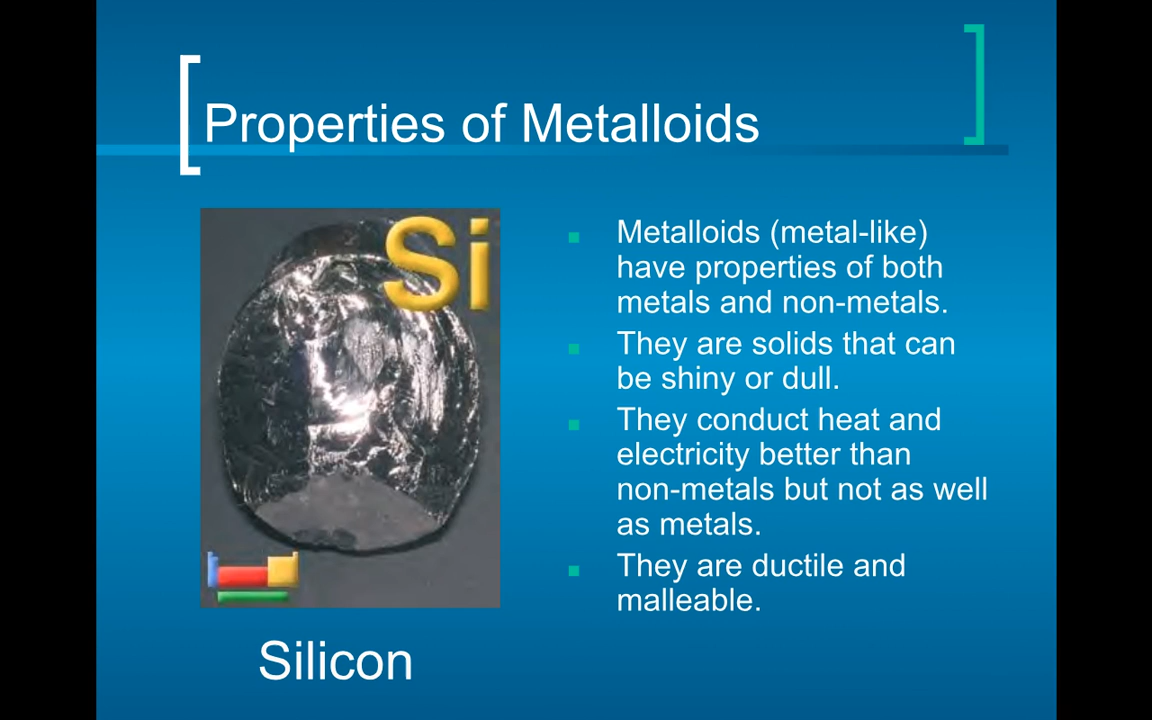 Properties of Metalloids
Si
Metalloids (metal-like)
have properties of both
metals and non-metals.
They are solids that can
be shiny or dull.
They conduct heat and
electricity better than
non-metals but not as well
as metals.
They are ductile and
malleable.
Silicon